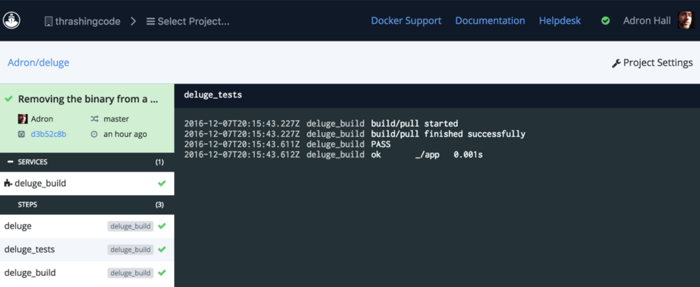 thrashingcode > Select Project...
Docker Support Documentation Helpdesk Adron Hall
Adron/deluge
Project Settings
Removing the binary from a ...
Adron master
d3b52c8b an hour ago
SERVICES (1)
deluge_build
STEPS (3)
deluge deluge_build
deluge_tests deluge_build
deluge_build deluge_build
deluge_tests
2016-12-07T20:15:43.227Z deluge_build build/pull started
2016-12-07T20:15:43.227Z deluge_build build/pull finished successfully
2016-12-07T20:15:43.611Z deluge_build PASS
2016-12-07T20:15:43.612Z deluge_build ok _/app 0.001s